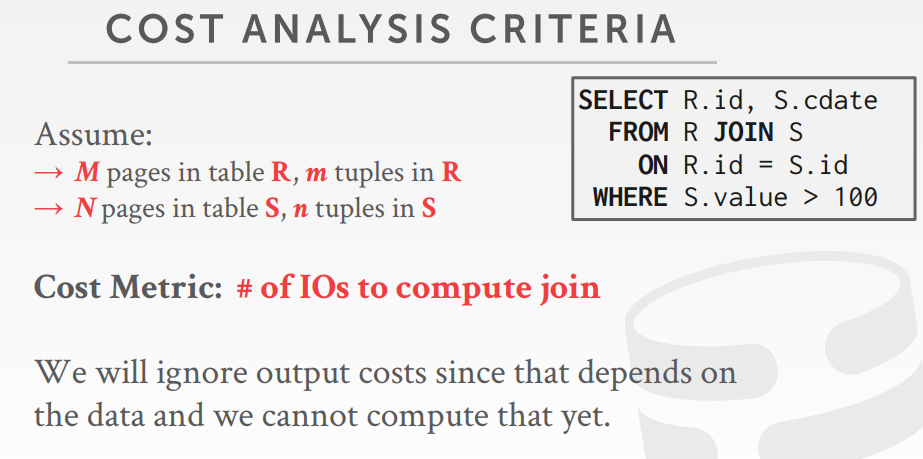 COST ANALYSIS CRITERIA
SELECT R.id, S.cdate
FROM R JOIN S
ON R.id = S.id
WHERE S.value > 100
Assume:
→ M pages in table R, m tuples in R
→ N pages in table S, n tuples in S
Cost Metric: # of IOs to compute join
We will ignore output costs since that depends on
the data and we cannot compute that yet.